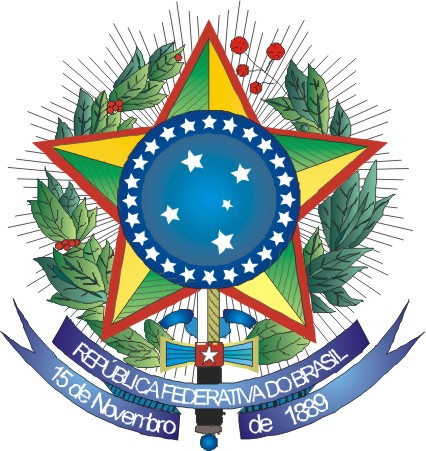 REPÚBLICA FEDERATIVA DO BRASIL
15 de Novembro de 1889